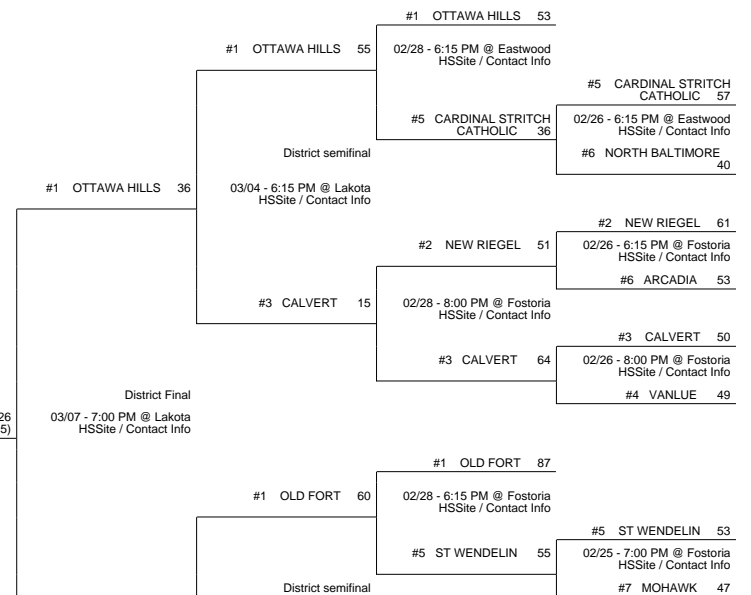 #1 OTTAWA HILLS 53
#1 OTTAWA HILLS 55
02/28 - 6:15 PM @ Eastwood
HSSite / Contact Info
#5 CARDINAL STRITCH
CATHOLIC 57
#5 CARDINAL STRITCH
CATHOLIC 36
02/26 - 6:15 PM @ Eastwood
HSSite / Contact Info
#6 NORTH BALTIMORE
40
District semifinal
#1 OTTAWA HILLS 36
03/04 - 6:15 PM @ Lakota
HSSite / Contact Info
#2 NEW RIEGEL 61
#2 NEW RIEGEL 51
02/26 - 6:15 PM @ Fostoria
HSSite / Contact Info
#6 ARCADIA 53
#3 CALVERT 15
02/28 - 8:00 PM @ Fostoria
HSSite / Contact Info
#3 CALVERT 50
#3 CALVERT 64
02/26 - 8:00 PM @ Fostoria
HSSite / Contact Info
#4 VANLUE 49
District Final
26
5)
03/07 - 7:00 PM @ Lakota
HSSite / Contact Info
#1 OLD FORT 87
#1 OLD FORT 60
02/28 - 6:15 PM @ Fostoria
HSSite / Contact Info
#5 ST WENDELIN 53
#5 ST WENDELIN 55
02/25 - 7:00 PM @ Fostoria
HSSite / Contact Info
District semifinal
#7 MOHAWK 47